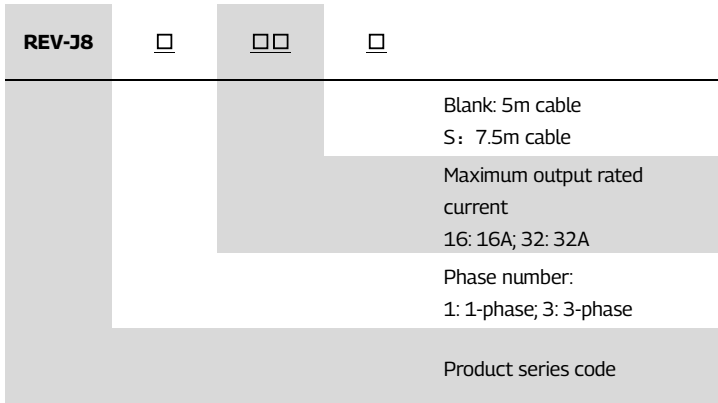 REV-J8 □ □□ □
Blank: 5m cable
S：7.5m cable
Maximum output rated
current
16: 16A; 32: 32A
Phase number:
1: 1-phase; 3: 3-phase
Product series code